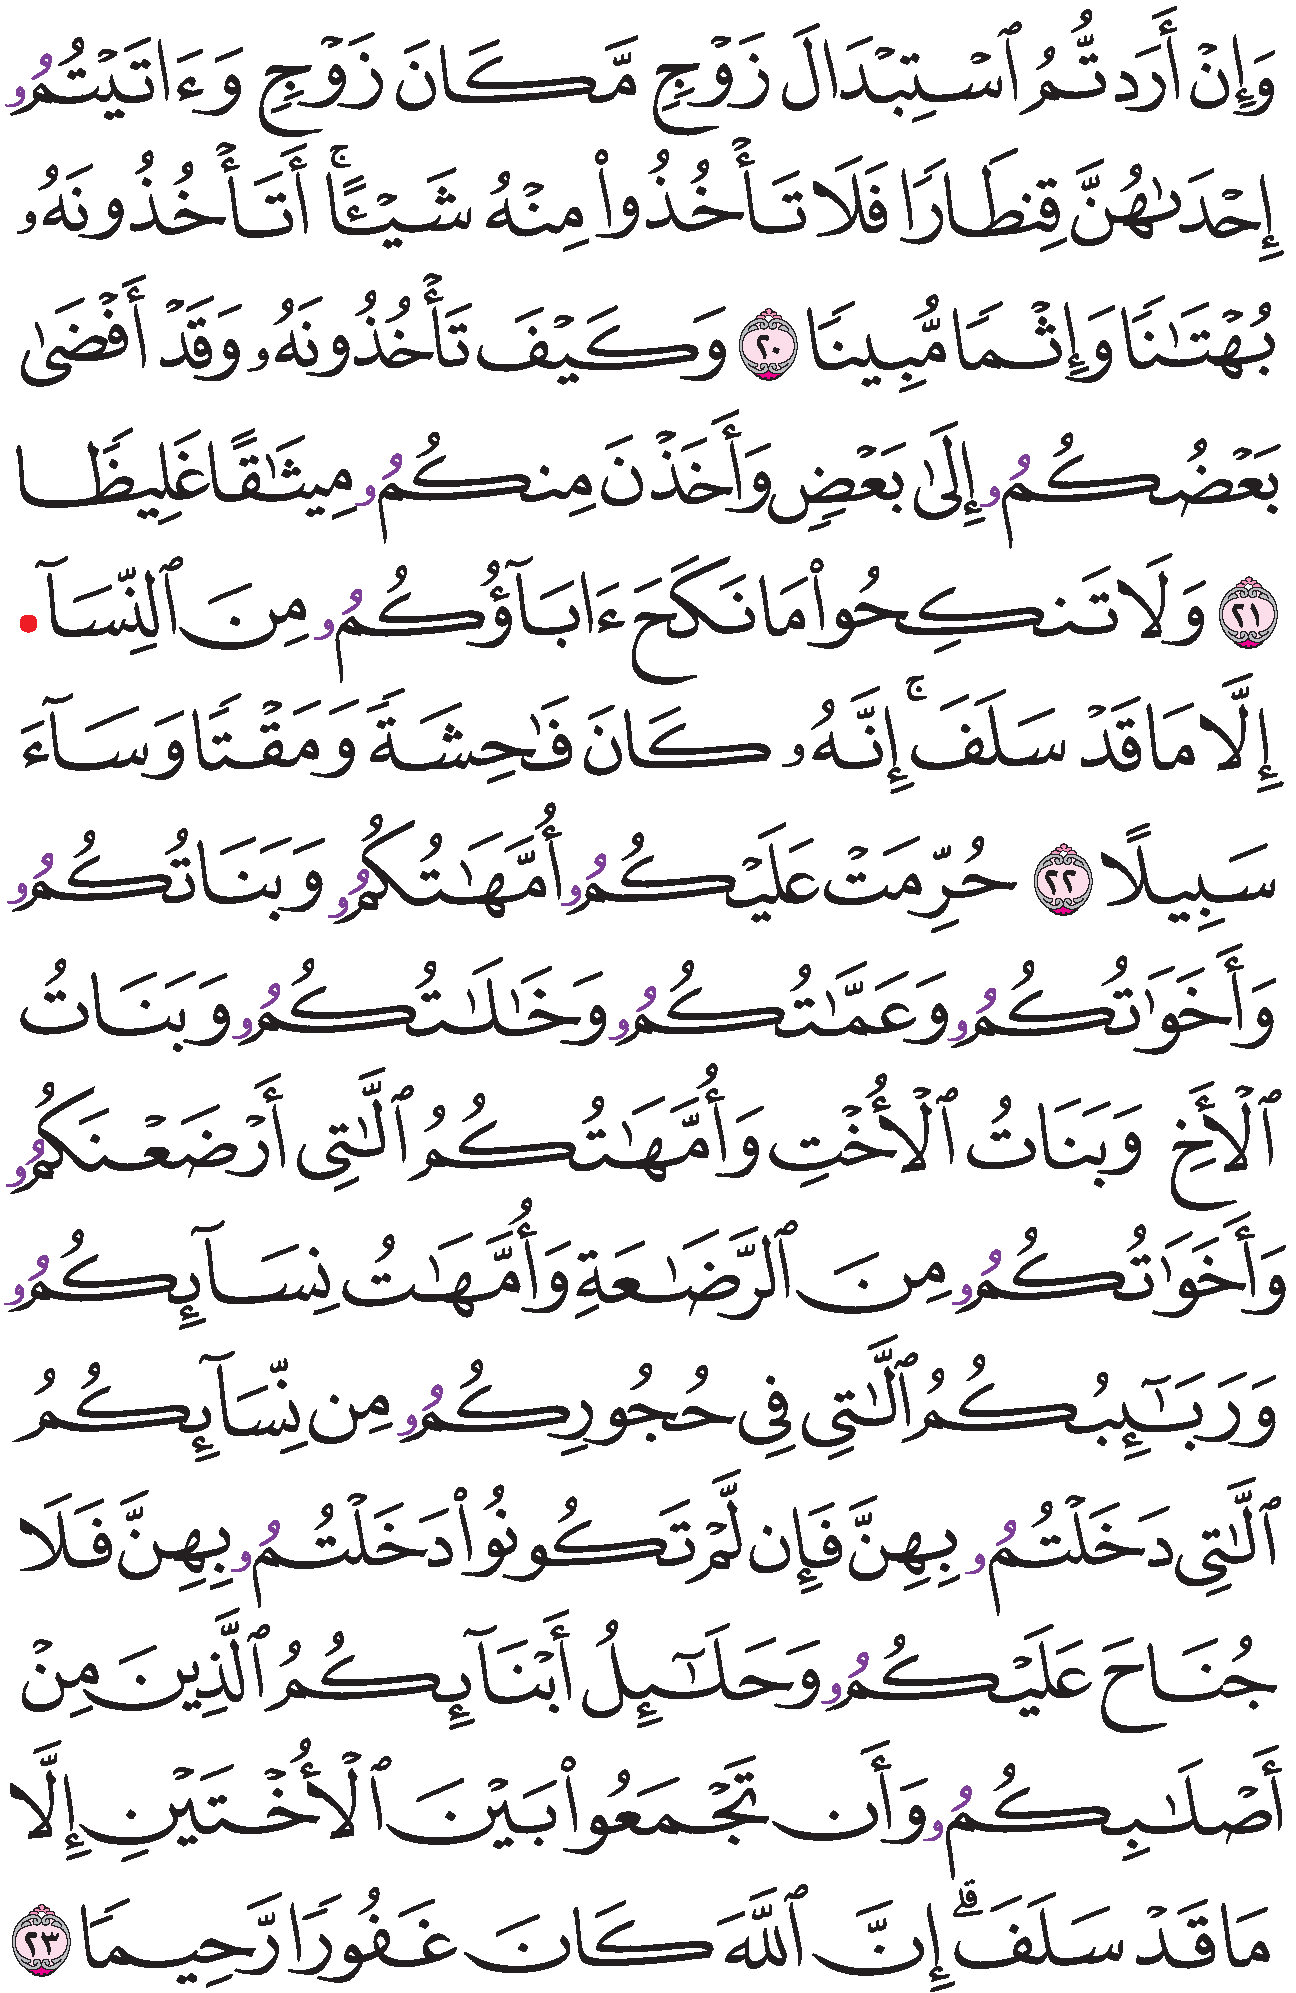 وَإِنْ أَرَدتُّمُ ٱسْتِبْدَالَ زَوْجٍ مَّكَانَ زَوْجٍ وَءَاتَيْتُمُۥ
إِحْدَىٰهُنَّ قِنطَارًا فَلَا تَأْخُذُوا۟ مِنْهُ شَيْـًٔا ۚ أَتَأْخُذُونَهُۥ
بُهْتَٰنًا وَإِثْمًا مُّبِينًا ٢٠ وَكَيْفَ تَأْخُذُونَهُۥ وَقَدْ أَفْضَىٰ
بَعْضُكُمُۥ إِلَىٰ بَعْضٍ وَأَخَذْنَ مِنكُمُۥ مِيثَٰقًا غَلِيظًا
٢١ وَلَا تَنكِحُوا۟ مَا نَكَحَ ءَابَآؤُكُمُۥ مِنَ ٱلنِّسَآ•
إِلَّا مَا قَدْ سَلَفَ ۚ إِنَّهُۥ كَانَ فَٰحِشَةً وَمَقْتًا وَسَآءَ
سَبِيلًا ٢٢ حُرِّمَتْ عَلَيْكُمُۥ أُمَّهَٰتُكُمُۥ وَبَنَاتُكُمُۥ
وَأَخَوَٰتُكُمُۥ وَعَمَّٰتُكُمُۥ وَخَٰلَٰتُكُمُۥ وَبَنَاتُ
ٱلْأَخِ وَبَنَاتُ ٱلْأُخْتِ وَأُمَّهَٰتُكُمُ ٱلَّٰتِى أَرْضَعْنَكُمُۥ
وَأَخَوَٰتُكُمُۥ مِنَ ٱلرَّضَٰعَةِ وَأُمَّهَٰتُ نِسَآئِكُمُۥ
وَرَبَٰٓئِبُكُمُ ٱلَّٰتِى فِى حُجُورِكُمُۥ مِن نِّسَآئِكُمُ
ٱلَّٰتِى دَخَلْتُمُۥ بِهِنَّ فَإِن لَّمْ تَكُونُوا۟ دَخَلْتُمُۥ بِهِنَّ فَلَا
جُنَاحَ عَلَيْكُمُۥ وَحَلَٰٓئِلُ أَبْنَآئِكُمُ ٱلَّذِينَ مِنْ
أَصْلَٰبِكُمُۥ وَأَن تَجْمَعُوا۟ بَيْنَ ٱلْأُخْتَيْنِ إِلَّا
مَا قَدْ سَلَفَ ۗ إِنَّ ٱللَّهَ كَانَ غَفُورًا رَّحِيمًا ٢٣